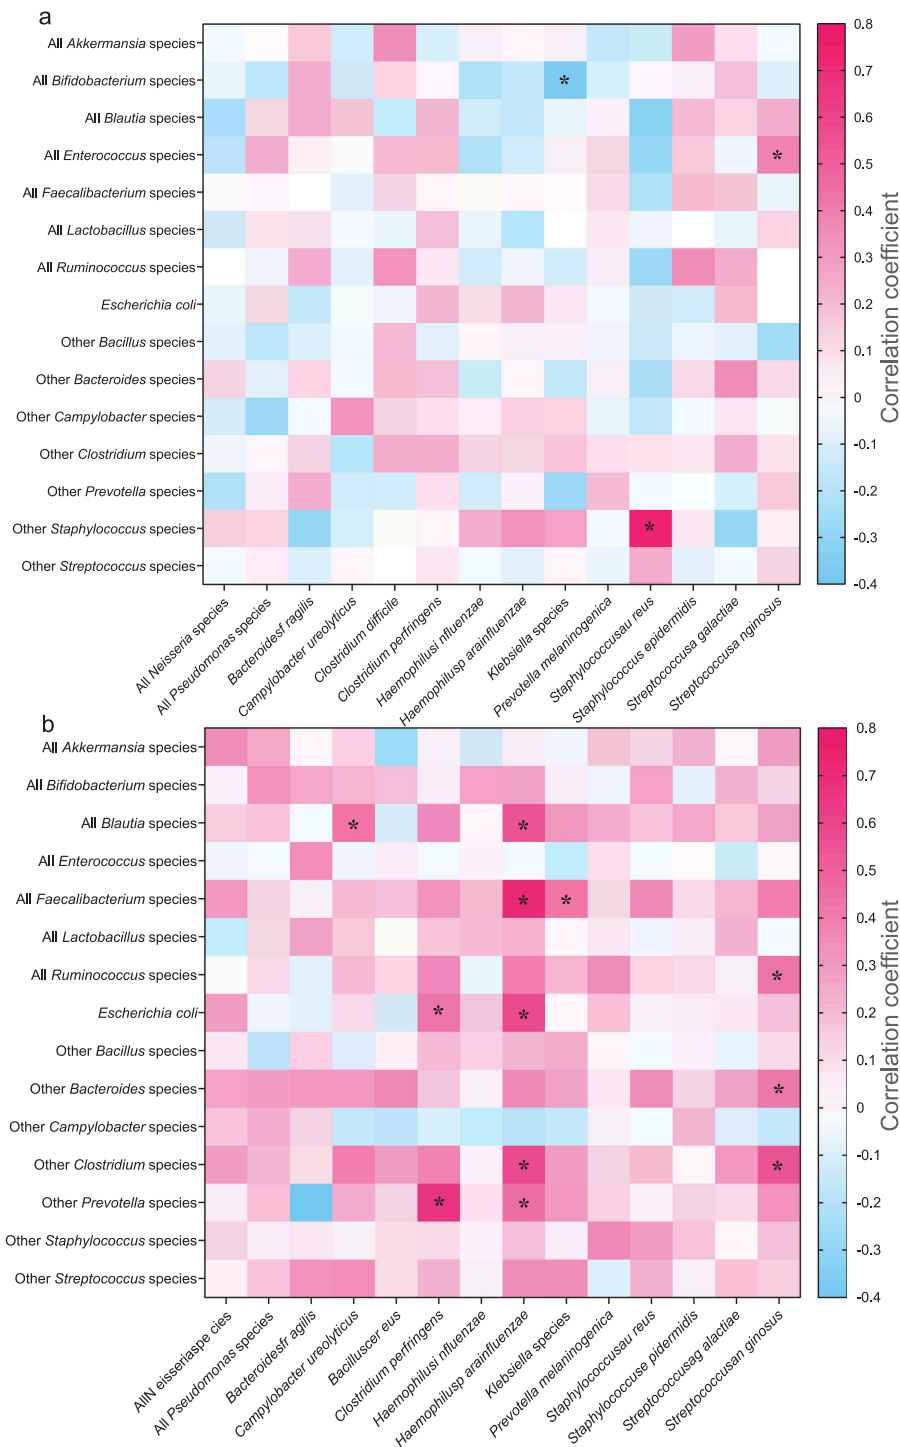 a
All Akkermansia species
All Bifidobacterium species
All Blautia species
All Enterococcus species
All Faecalibacterium species
All Lactobacillus species
All Ruminococcus species
Escherichia coli
Other Bacillus species
Other Bacteroides species
Other Campylobacter species
Other Clostridium species
Other Prevotella species
Other Staphylococcus species
Other Streptococcus species
*
*
*
All Neisseria species
All Pseudomonas species
Bacteroidesf ragilis
Campylobacter ureolyticus
Clostridium difficile
Clostridium perfringens
Haemophilusi nfluenzae
Haemophilusp arainfluenzae
Klebsiella species
Prevotella melaninogenica
Staphylococcusau reus
Staphylococcus epidermidis
Streptococcusa galactiae
Streptococcusa nginosus
0.8
0.7
0.6
0.5
0.4
0.3
0.2
0.1
0
-0.1
-0.2
-0.3
-0.4
Correlation coefficient
b
All Akkermansia species
All Bifidobacterium species
All Blautia species
All Enterococcus species
All Faecalibacterium species
All Lactobacillus species
All Ruminococcus species
Escherichia coli
Other Bacillus species
Other Bacteroides species
Other Campylobacter species
Other Clostridium species
Other Prevotella species
Other Staphylococcus species
Other Streptococcus species
* *
* *
*
* *
*
* *
* *
AllN eisseriaspe cies
All Pseudomonas species
Bacteroidesfr agilis
Campylobacter ureolyticus
Bacilluscer eus
Clostridium perfringens
Haemophilusi nfluenzae
Haemophilusp arainfluenzae
Klebsiella species
Prevotella melaninogenica
Staphylococcusau reus
Staphylococcuse pidermidis
Streptococcusg alactiae
Streptococcusan ginosus
0.8
0.7
0.6
0.5
0.4
0.3
0.2
0.1
0
-0.1
-0.2
-0.3
-0.4
Correlation coefficient